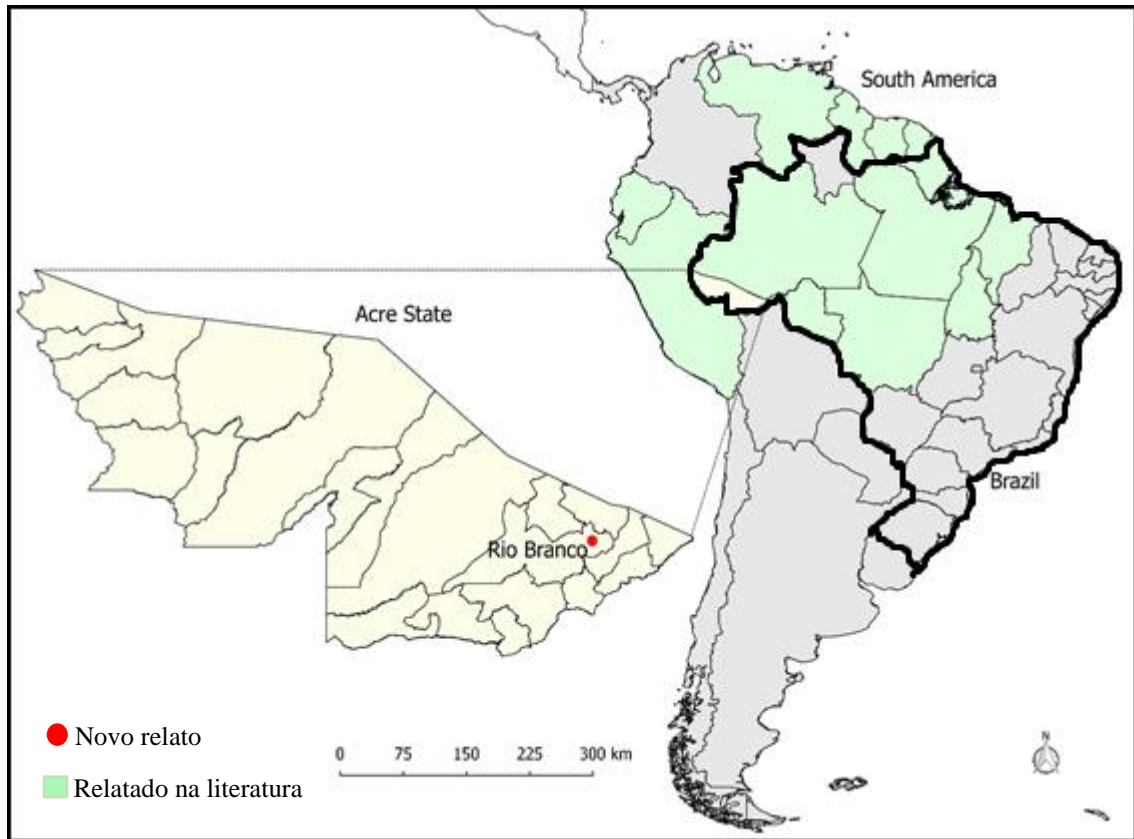 South America
Acre State
Brazil
Rio Branco
Novo relato
0 75 150 225 300 km
Relatado na literatura
N